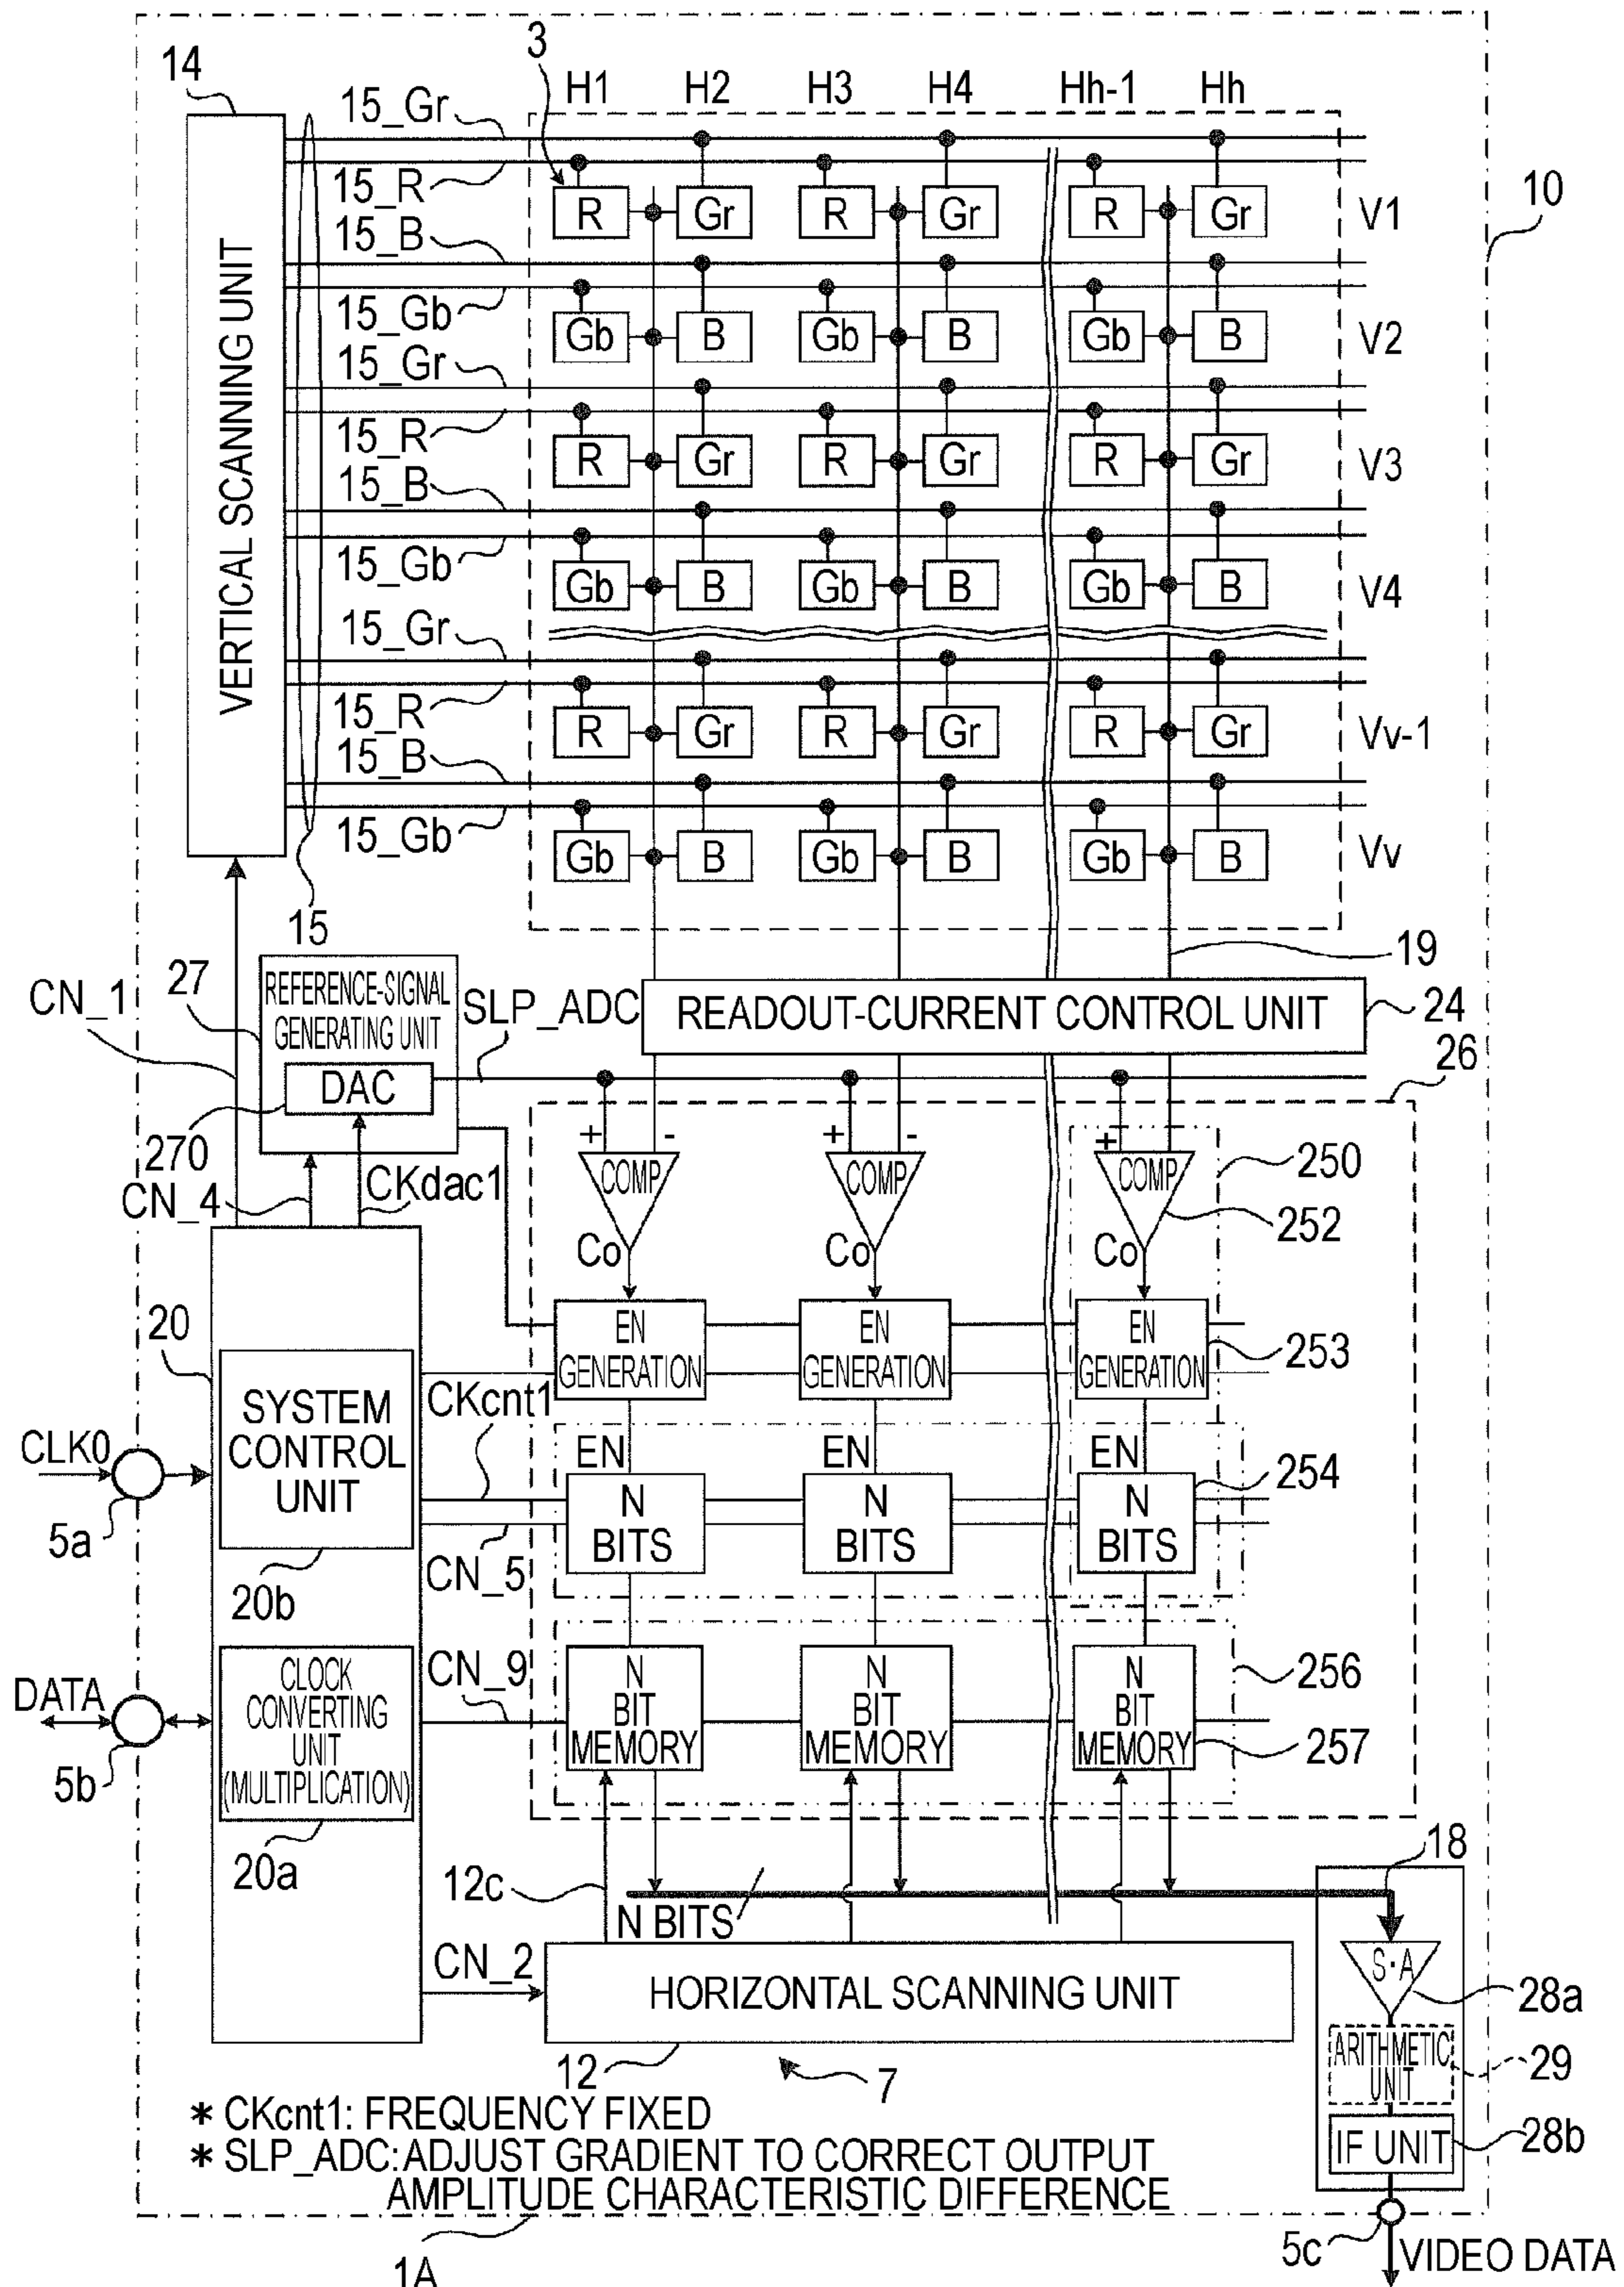 3
14
H1 H2 H3 H4 Hh-1 Hh
15_Gr
15_R
10
R Gr R Gr R Gr V1
15_B
15_Gb
Gb B Gb B Gb B V2
15_Gr
15_R
R Gr R Gr R Gr V3
15_B
15_Gb
Gb B Gb B Gb B V4
15_Gr
15_R
R Gr R Gr R Gr Vv-1
15_B
15_Gb
Gb B Gb B Gb B Vv
VERTICAL SCANNING UNIT
15
19
27
CN_1
REFERENCE-SIGNAL
GENERATING UNIT
DAC
SLP_ADC
READOUT-CURRENT CONTROL UNIT
24
26
270
CN_4
CKdac1
+ - + - +
COMP COMP COMP
250
252
Co Co Co
20
EN
GENERATION
EN
GENERATION
EN
GENERATION
253
SYSTEM
CONTROL
UNIT
CKcnt1
CLK0
5a
EN EN EN
254
N
BITS
N
BITS
N
BITS
CN_5
20b
CLOCK
CONVERTING
UNIT
(MULTIPLICATION)
CN_9
DATA
5b
N
BIT
MEMORY
N
BIT
MEMORY
N
BIT
MEMORY
256
257
20a
12c
N BITS
18
CN_2
HORIZONTAL SCANNING UNIT
S·A
28a
12
7
ARITHMETIC
UNIT
29
IF UNIT
28b
* CKcnt1: FREQUENCY FIXED
* SLP_ADC:ADJUST GRADIENT TO CORRECT OUTPUT
AMPLITUDE CHARACTERISTIC DIFFERENCE
5c
VIDEO DATA
1A